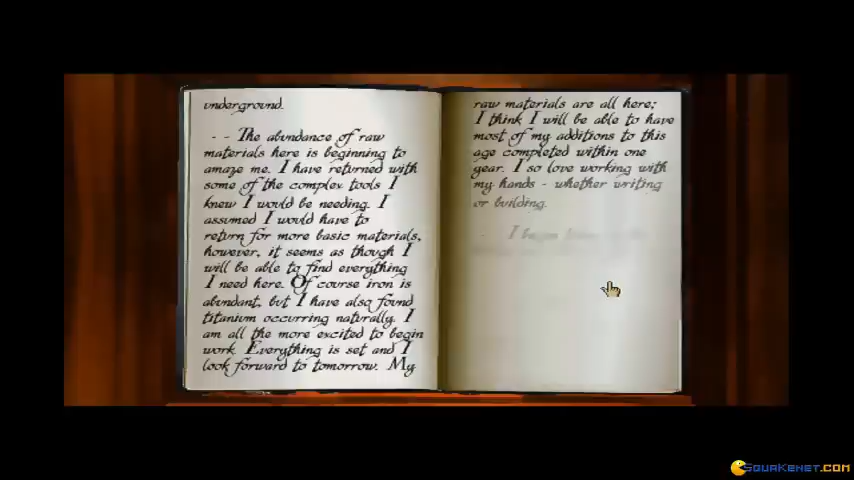 underground.
- - The abundance of raw
materials here is beginning to
amaze me. I have returned with
some of the complex tools I
knew I would be needing. I
assumed I would have to
return for more basic materials,
however, it seems as though I
will be able to find everything
I need here. Of course iron is
abundant, but I have also found
titanium occurring naturally. I
am all the more excited to begin
work. Everything is set and I
look forward to tomorrow. My
raw materials are all here;
I think I will be able to have
most of my additions to this
age completed within one
year. I so love working with
my hands - whether writing
or building.
I began
SquaKeNet.com